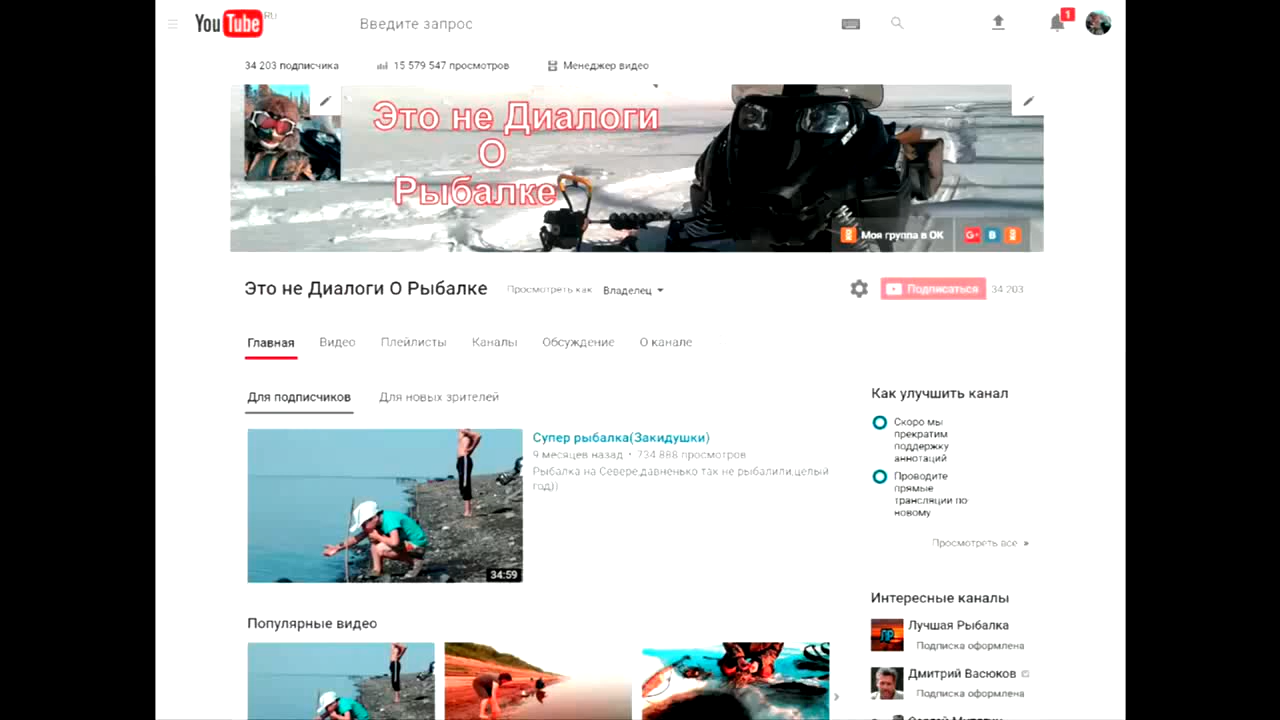 YouTube RU
Введите запрос
1
34 203 подписчика
15 579 547 просмотров
Менеджер видео
Это не Диалоги
О
Рыбалке
Моя группа в ОК
G+
B
Это не Диалоги О Рыбалке
Просмотреть как
Владелец
Подписаться
34 203
Главная
Видео
Плейлисты
Каналы
Обсуждение
О канале
Для подписчиков
Для новых зрителей
Супер рыбалка(Закидушки)
9 месяцев назад • 734 888 просмотров
Рыбалка на Севере,давненько так не рыбалили,целый
год))
34:59
Как улучшить канал
Скоро мы
прекратим
поддержку
аннотаций
Проводите
прямые
трансляции по-
новому
Просмотреть все »
Популярные видео
Интересные каналы
Лучшая Рыбалка
Подписка оформлена
Дмитрий Васюков
Подписка оформлена